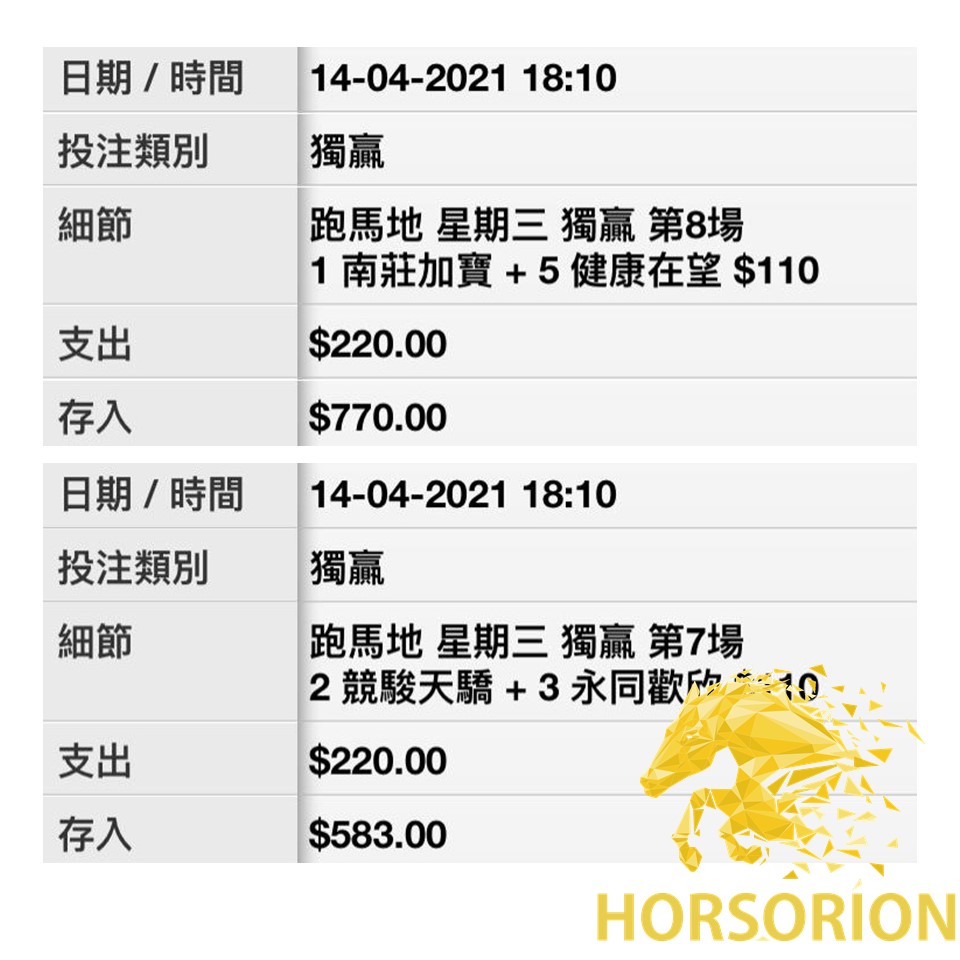 日期 / 時間 14-04-2021 18:10
投注類別 獨贏
細節 跑馬地 星期三 獨贏 第8場
1 南莊加寶 + 5 健康在望 $110
支出 $220.00
存入 $770.00
日期 / 時間 14-04-2021 18:10
投注類別 獨贏
細節 跑馬地 星期三 獨贏 第7場
2 競駿天驕 + 3 永同歡欣
支出 $220.00
存入 $583.00
HORSORION